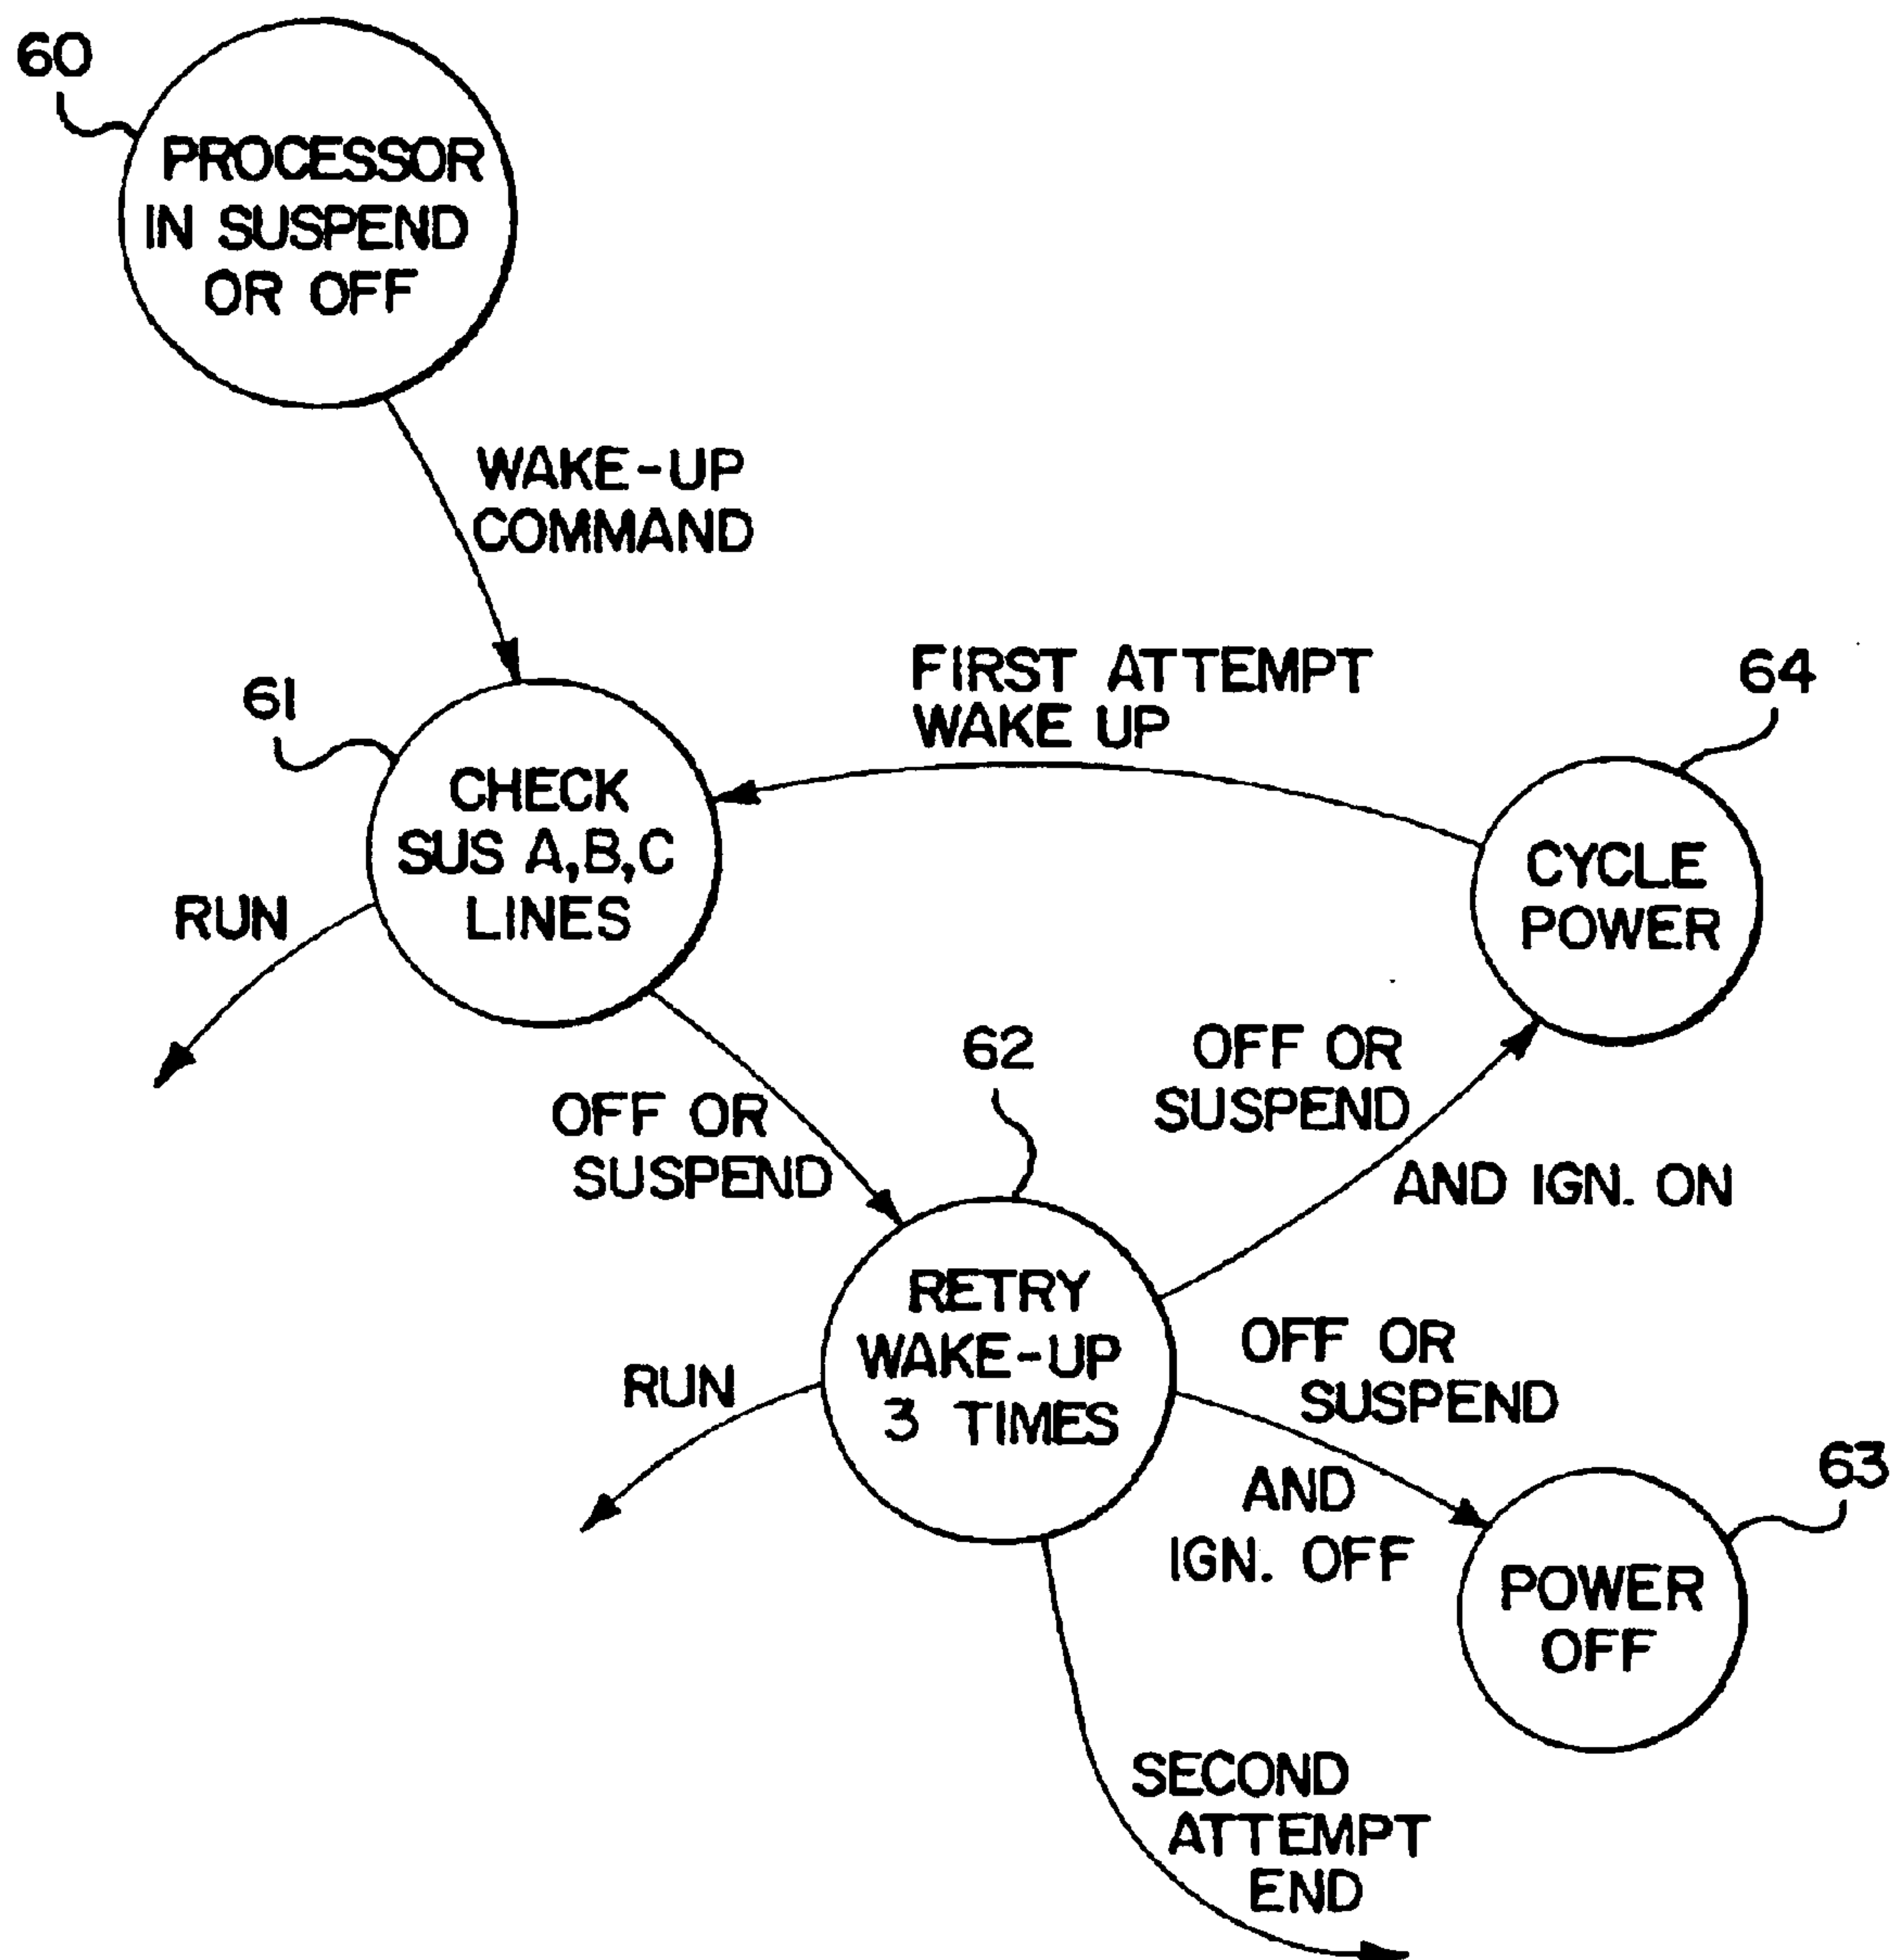 60
PROCESSOR
IN SUSPEND
OR OFF
WAKE-UP
COMMAND
FIRST ATTEMPT
WAKE UP
64
61
CHECK
SUS A,B,C
LINES
CYCLE
POWER
RUN
62
OFF OR
SUSPEND
OFF OR
SUSPEND
AND IGN. ON
RETRY
WAKE-UP
3 TIMES
OFF OR
SUSPEND
RUN
AND
IGN. OFF
63
POWER
OFF
SECOND
ATTEMPT
END